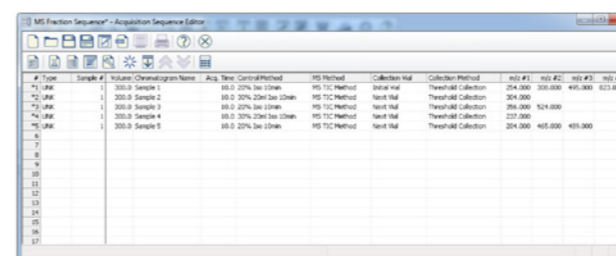 MS Fraction Sequence* - Acquisition Sequence Editor
# Type Sample # Volume Chromatogram Name Acq. Time Control Method MS Method Collection Vial Collection Method m/z #1 m/z #2 m/z #3 m/z
*1 UNK 1 300.0 Sample 1 10.0 20% Iso 10min MS TIC Method Initial Vial Threshold Collection 254.000 308.000 495.000 823.0
*2 UNK 1 300.0 Sample 2 10.0 30% 23ml Iso 10min MS TIC Method Next Vial Threshold Collection 304.000
*3 UNK 1 300.0 Sample 3 10.0 20% Iso 10min MS TIC Method Next Vial Threshold Collection 356.000 524.000
*4 UNK 1 300.0 Sample 4 10.0 30% 23ml Iso 10min MS TIC Method Next Vial Threshold Collection 237.000
*5 UNK 1 300.0 Sample 5 10.0 20% Iso 10min MS TIC Method Next Vial Threshold Collection 204.000 465.000 489.000
6
7
8
9
10
11
12
13
14
15
16
17